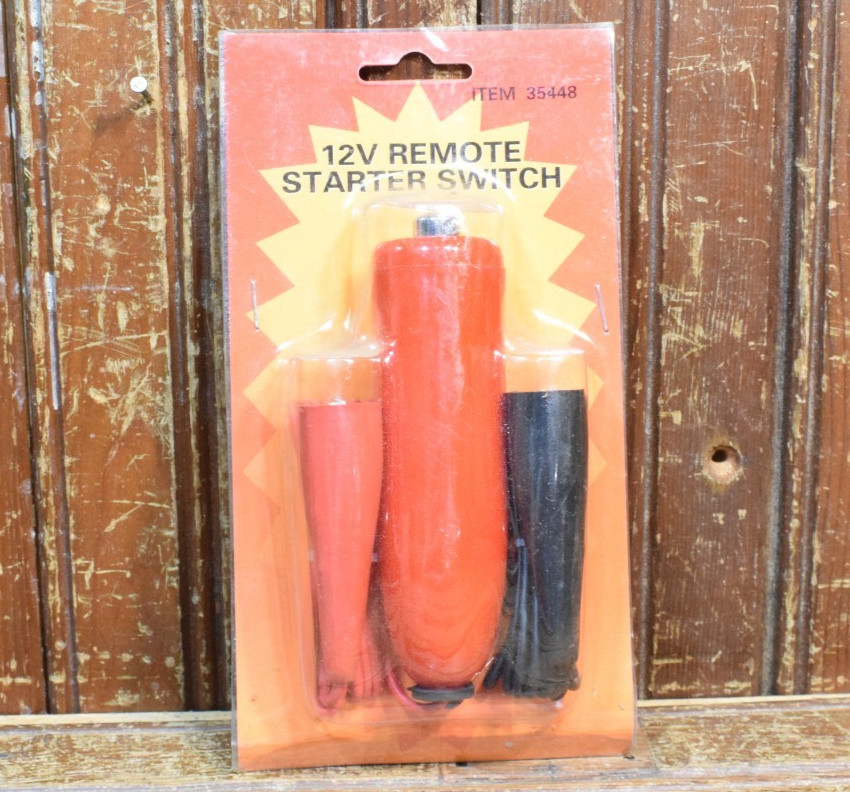 ITEM 35448
12V REMOTE
STARTER SWITCH